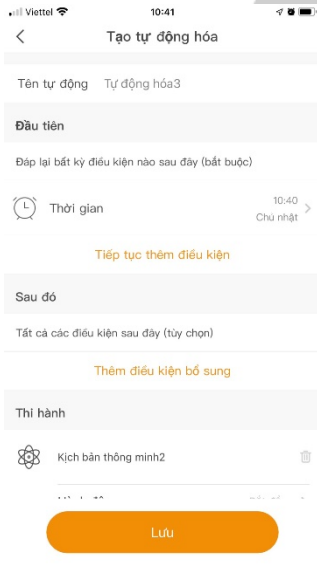 Viettel 10:41
Tạo tự động hóa
Tên tự động Tự động hóa3
Đầu tiên
Đáp lại bất kỳ điều kiện nào sau đây (bắt buộc)
Thời gian
10:40
Chủ nhật
Tiếp tục thêm điều kiện
Sau đó
Tất cả các điều kiện sau đây (tùy chọn)
Thêm điều kiện bổ sung
Thi hành
Kịch bản thông minh2
Lưu